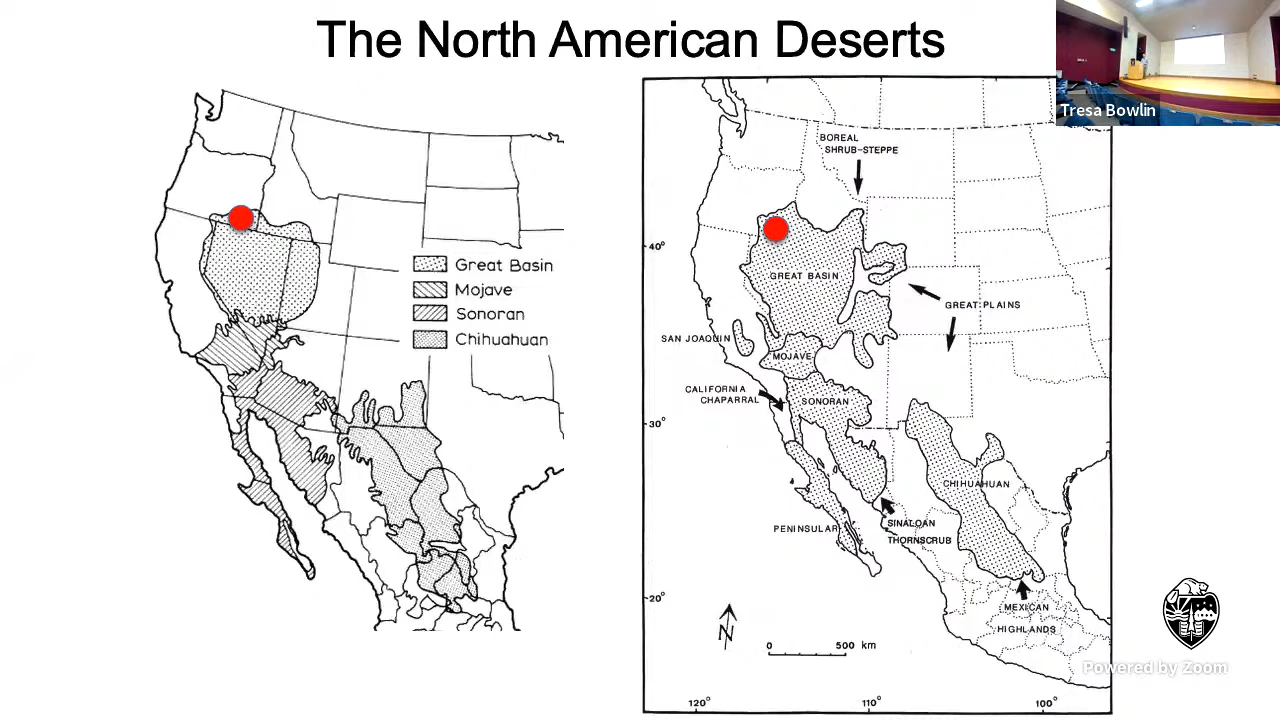 The North American Deserts
Tresa Bowlin
Great Basin
Mojave
Sonoran
Chihuahuan
BOREAL
SHRUB-STEPPE
40°
GREAT BASIN
GREAT PLAINS
SAN JOAQUIN
MOJAVE
CALIFORNIA
CHAPARRAL
SONORAN
30°
CHIHUAHUAN
PENINSULAR
SINALOAN
THORNSCRUB
20°
MEXICAN
HIGHLANDS
N
0 500 km
120° 110° 100°
Powered by Zoom